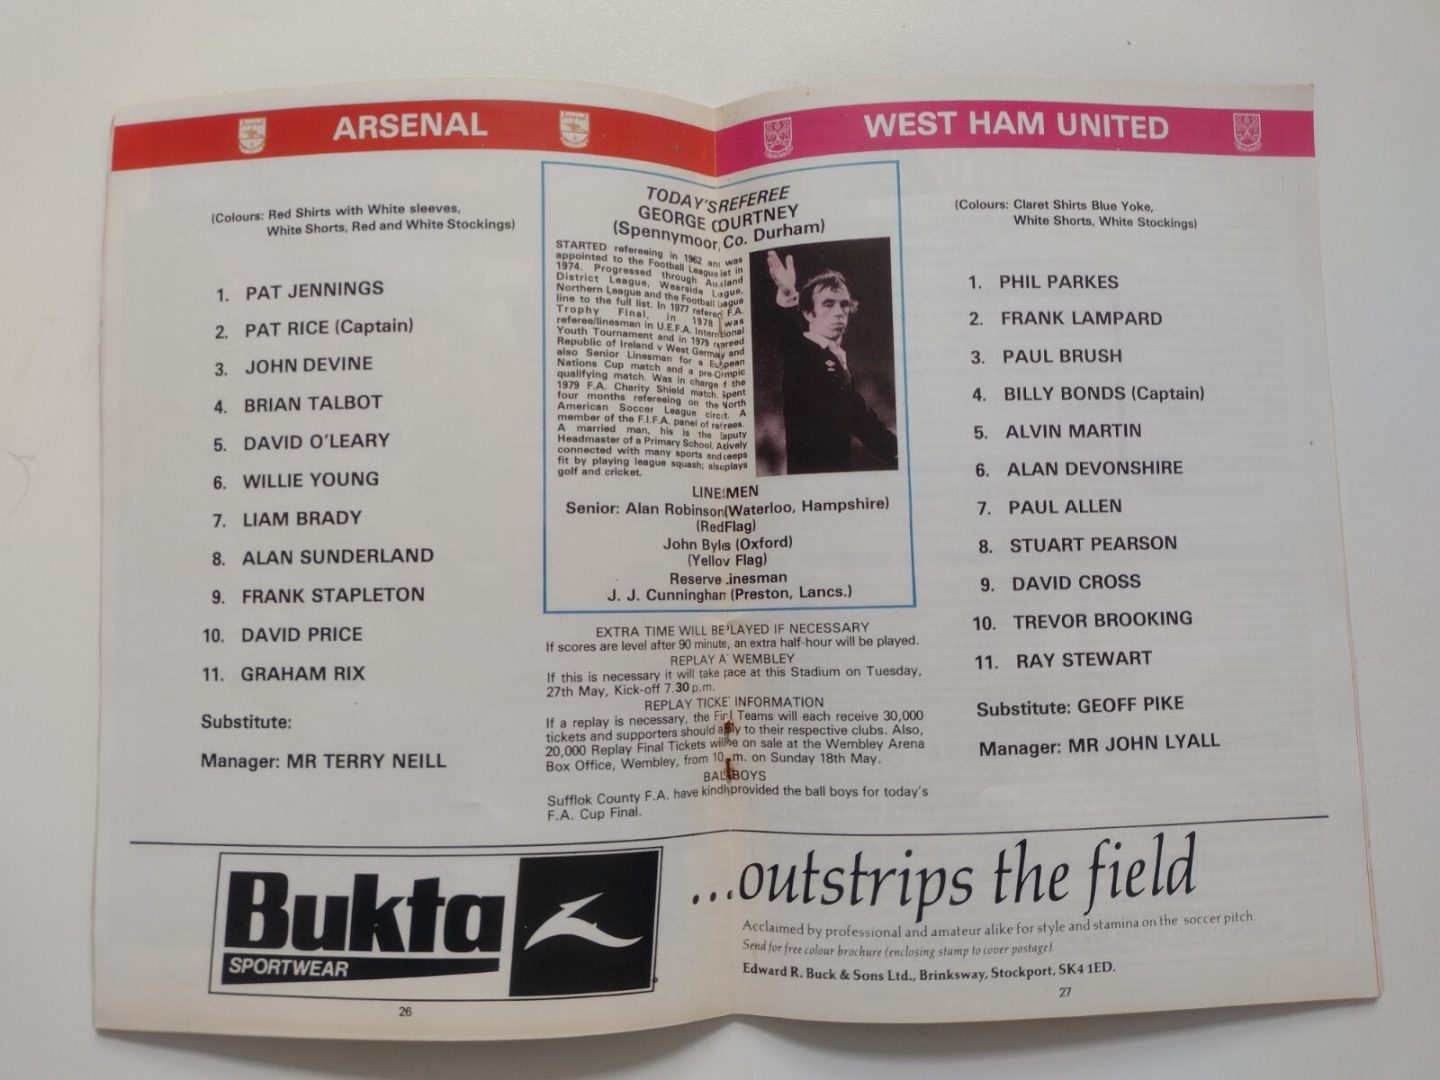 ARSENAL
(Colours: Red Shirts with White sleeves,
White Shorts, Red and White Stockings)
1. PAT JENNINGS
2. PAT RICE (Captain)
3. JOHN DEVINE
4. BRIAN TALBOT
5. DAVID O'LEARY
6. WILLIE YOUNG
7. LIAM BRADY
8. ALAN SUNDERLAND
9. FRANK STAPLETON
10. DAVID PRICE
11. GRAHAM RIX
Substitute:
Manager: MR TERRY NEILL
TODAY'S REFEREE
GEORGE COURTNEY
(Spennymoor, Co. Durham)
STARTED refereeing in 1962 and was
appointed to the Football League list in
1974. Progressed through Auckland
District League, Wearside League,
Northern League and the Football League
line to the full list. In 1977 refereed F.A.
Trophy Final, in 1978 was
referee/linesman in U.E.F.A. International
Youth Tournament and in 1979 refereed
Republic of Ireland v West Germany and
also Senior Linesman for a European
Nations Cup match and a pre-Olympic
qualifying match. Was in charge of the
1979 F.A. Charity Shield match. Spent
four months refereeing on the North
American Soccer League circuit. A
member of the F.I.F.A. panel of referees.
A married man, his is the Deputy
Headmaster of a Primary School. Actively
connected with many sports and keeps
fit by playing league squash; also plays
golf and cricket.
LINESMEN
Senior: Alan Robinson (Waterloo, Hampshire)
(Red Flag)
John Byles (Oxford)
(Yellow Flag)
Reserve Linesman
J. J. Cunningham (Preston, Lancs.)
EXTRA TIME WILL BE PLAYED IF NECESSARY
If scores are level after 90 minutes, an extra half-hour will be played.
REPLAY AT WEMBLEY
If this is necessary it will take place at this Stadium on Tuesday,
27th May, Kick-off 7.30 p.m.
REPLAY TICKET INFORMATION
If a replay is necessary, the Final Teams will each receive 30,000
tickets and supporters should apply to their respective clubs. Also,
20,000 Replay Final Tickets will be on sale at the Wembley Arena
Box Office, Wembley, from 10 a.m. on Sunday 18th May.
BALL BOYS
Sufflok County F.A. have kindly provided the ball boys for today's
F.A. Cup Final.
WEST HAM UNITED
(Colours: Claret Shirts Blue Yoke,
White Shorts, White Stockings)
1. PHIL PARKES
2. FRANK LAMPARD
3. PAUL BRUSH
4. BILLY BONDS (Captain)
5. ALVIN MARTIN
6. ALAN DEVONSHIRE
7. PAUL ALLEN
8. STUART PEARSON
9. DAVID CROSS
10. TREVOR BROOKING
11. RAY STEWART
Substitute: GEOFF PIKE
Manager: MR JOHN LYALL
Bukta
SPORTWEAR
...outstrips the field
Acclaimed by professional and amateur alike for style and stamina on the soccer pitch.
Send for free colour brochure (enclosing stamp to cover postage).
Edward R. Buck & Sons Ltd., Brinksway, Stockport, SK4 1ED.
26
27